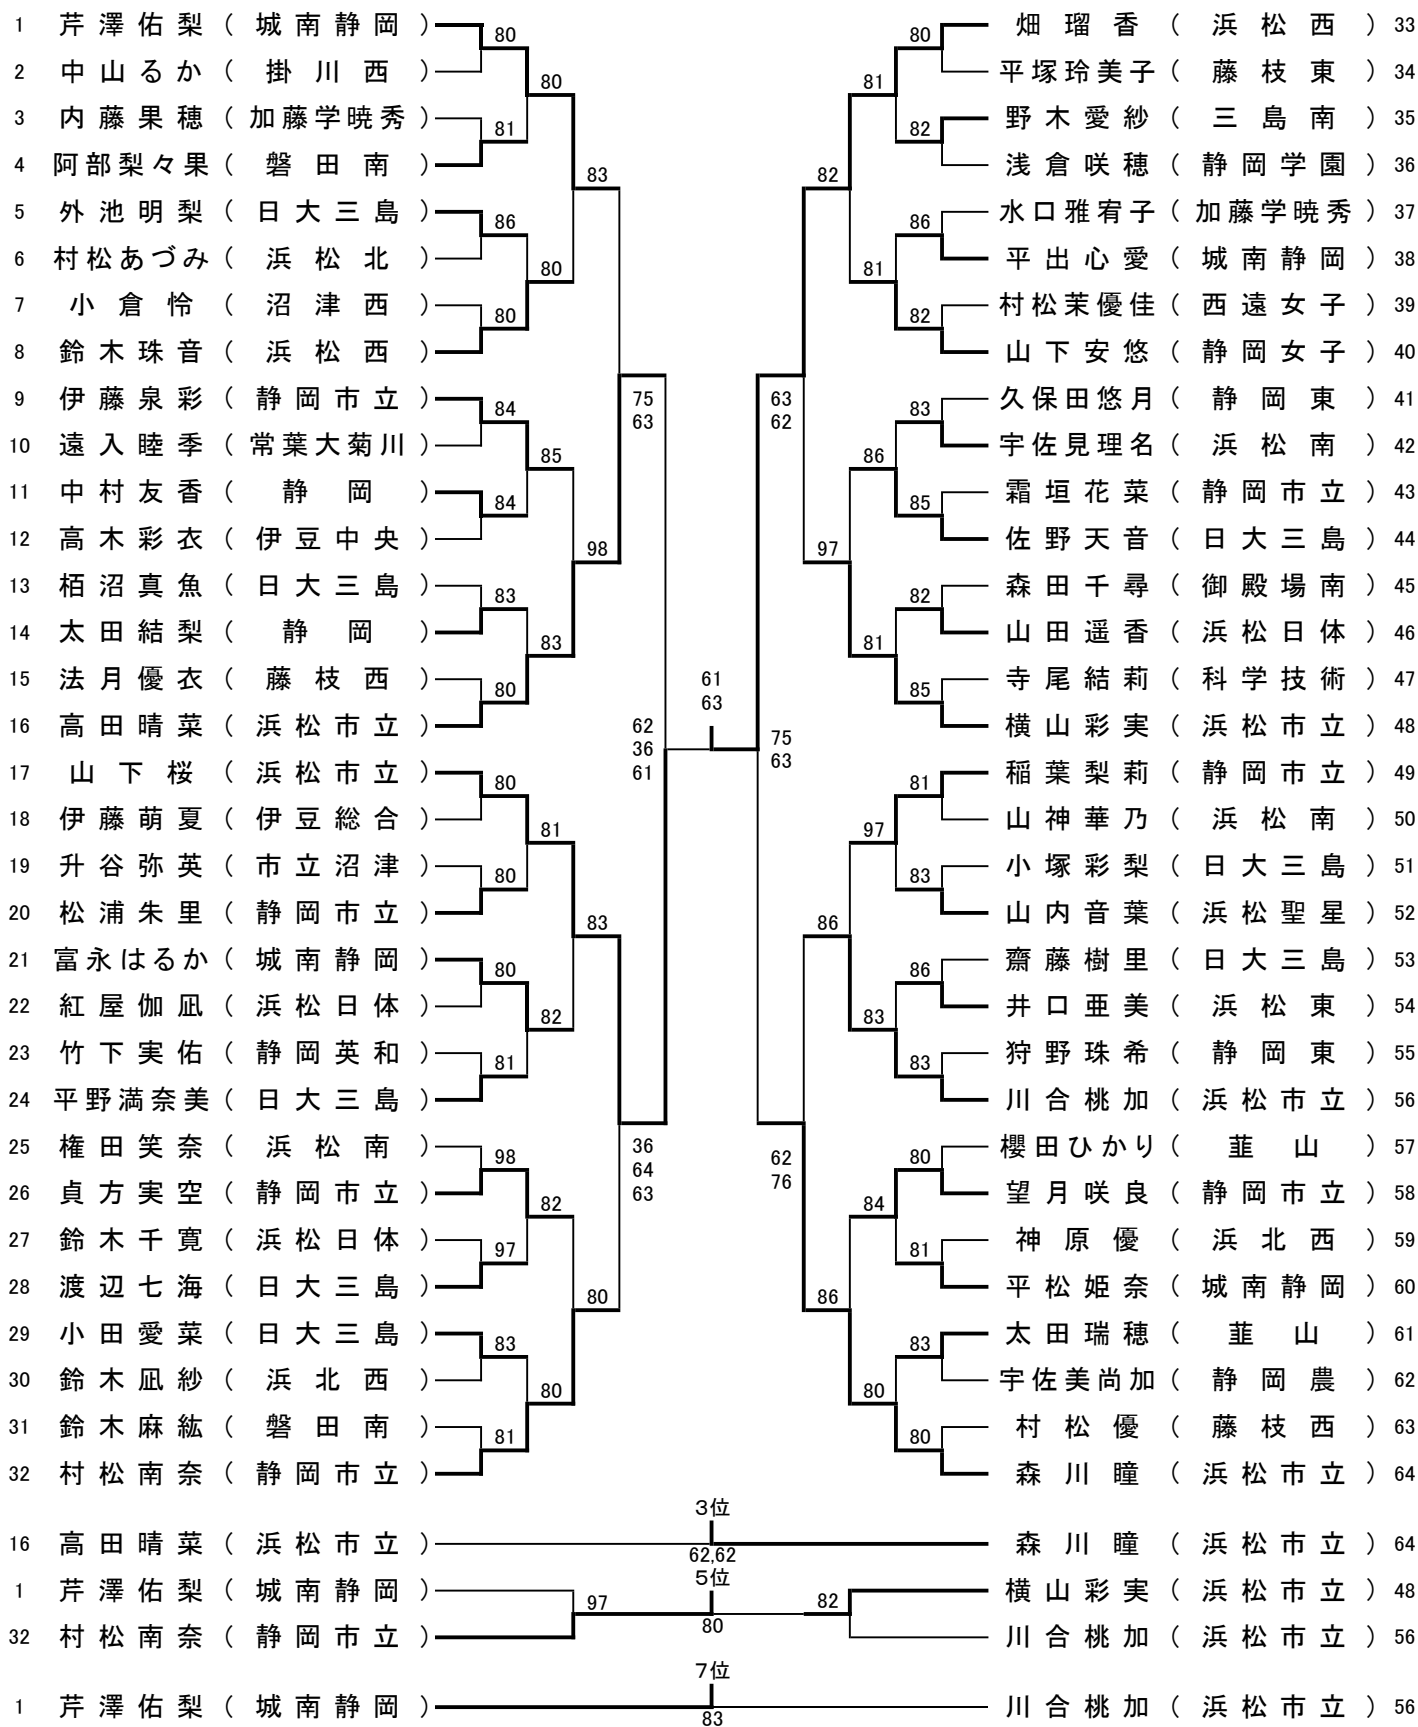 1 芹澤佑梨 ( 城南静岡 ) 80 80 畑瑠香 ( 浜松西 ) 33
80 81
2 中山るか ( 掛川西 ) 平塚玲美子 ( 藤枝東 ) 34
3 内藤果穂 ( 加藤学暁秀 ) 81 82 野木愛紗 ( 三島南 ) 35
4 阿部梨々果 ( 磐田南 ) 83 82 浅倉咲穂 ( 静岡学園 ) 36
5 外池明梨 ( 日大三島 ) 86 86 水口雅宥子 ( 加藤学暁秀 ) 37
6 村松あづみ ( 浜松北 ) 80 81 平出心愛 ( 城南静岡 ) 38
7 小倉怜 ( 沼津西 ) 80 82 村松茉優佳 ( 西遠女子 ) 39
8 鈴木珠音 ( 浜松西 ) 山下安悠 ( 静岡女子 ) 40
9 伊藤泉彩 ( 静岡市立 ) 84 75 63 83 久保田悠月 ( 静岡東 ) 41
63 62
10 遠入睦季 ( 常葉大菊川 ) 85 86 宇佐見理名 ( 浜松南 ) 42
11 中村友香 ( 静岡 ) 84 85 霜垣花菜 ( 静岡市立 ) 43
12 高木彩衣 ( 伊豆中央 ) 98 97 佐野天音 ( 日大三島 ) 44
13 栢沼真魚 ( 日大三島 ) 83 82 森田千尋 ( 御殿場南 ) 45
14 太田結梨 ( 静岡 ) 83 81 山田遥香 ( 浜松日体 ) 46
15 法月優衣 ( 藤枝西 ) 80 61 85 寺尾結莉 ( 科学技術 ) 47
63
16 高田晴菜 ( 浜松市立 ) 62 75 横山彩実 ( 浜松市立 ) 48
36 63
61
17 山下桜 ( 浜松市立 ) 80 81 稲葉梨莉 ( 静岡市立 ) 49
18 伊藤萌夏 ( 伊豆総合 ) 81 97 山神華乃 ( 浜松南 ) 50
19 升谷弥英 ( 市立沼津 ) 80 83 小塚彩梨 ( 日大三島 ) 51
20 松浦朱里 ( 静岡市立 ) 83 86 山内音葉 ( 浜松聖星 ) 52
21 富永はるか ( 城南静岡 ) 80 86 齋藤樹里 ( 日大三島 ) 53
22 紅屋伽凪 ( 浜松日体 ) 82 83 井口亜美 ( 浜松東 ) 54
23 竹下実佑 ( 静岡英和 ) 81 83 狩野珠希 ( 静岡東 ) 55
24 平野満奈美 ( 日大三島 ) 川合桃加 ( 浜松市立 ) 56
25 権田笑奈 ( 浜松南 ) 98 36 62 80 櫻田ひかり ( 韮山 ) 57
64 76
63
26 貞方実空 ( 静岡市立 ) 82 84 望月咲良 ( 静岡市立 ) 58
27 鈴木千寛 ( 浜松日体 ) 97 81 神原優 ( 浜北西 ) 59
28 渡辺七海 ( 日大三島 ) 80 86 平松姫奈 ( 城南静岡 ) 60
29 小田愛菜 ( 日大三島 ) 83 83 太田瑞穂 ( 韮山 ) 61
30 鈴木凪紗 ( 浜北西 ) 80 80 宇佐美尚加 ( 静岡農 ) 62
31 鈴木麻紘 ( 磐田南 ) 81 80 村松優 ( 藤枝西 ) 63
32 村松南奈 ( 静岡市立 ) 森川瞳 ( 浜松市立 ) 64
3位
16 高田晴菜 ( 浜松市立 ) 62,62 森川瞳 ( 浜松市立 ) 64
5位
1 芹澤佑梨 ( 城南静岡 ) 97 82 横山彩実 ( 浜松市立 ) 48
80
32 村松南奈 ( 静岡市立 ) 川合桃加 ( 浜松市立 ) 56
7位
1 芹澤佑梨 ( 城南静岡 ) 83 川合桃加 ( 浜松市立 ) 56